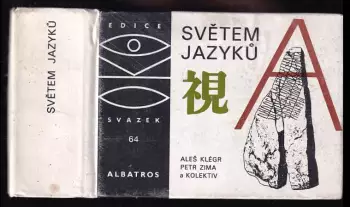 SVĚTEM JAZYKŮ
EDICE
SVAZEK
64
ALBATROS
SVĚTEM
JAZYKŮ
A
視
ALEŠ KLÉGR
PETR ZIMA
a KOLEKTIV